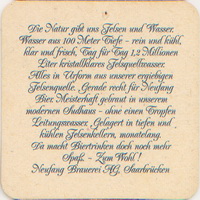 Die Natur gibt uns Felsen und Wasser.
Wasser aus 100 Meter Tiefe - rein und kühl,
klar und frisch, Tag für Tag 1,2 Millionen
Liter kristallklares Felsquellwasser.
Alles in Urform aus unserer ergiebigen
Felsenquelle. Gerade recht für Neufang
Bier. Meisterhaft gebraut in unserem
modernen Sudhaus - ohne einen Tropfen
Leitungswasser. Gelagert in tiefen und
kühlen Felsenkellern, monatelang.
Da macht Biertrinken doch noch mehr
Spaß. - Zum Wohl!
Neufang Brauerei AG. Saarbrücken